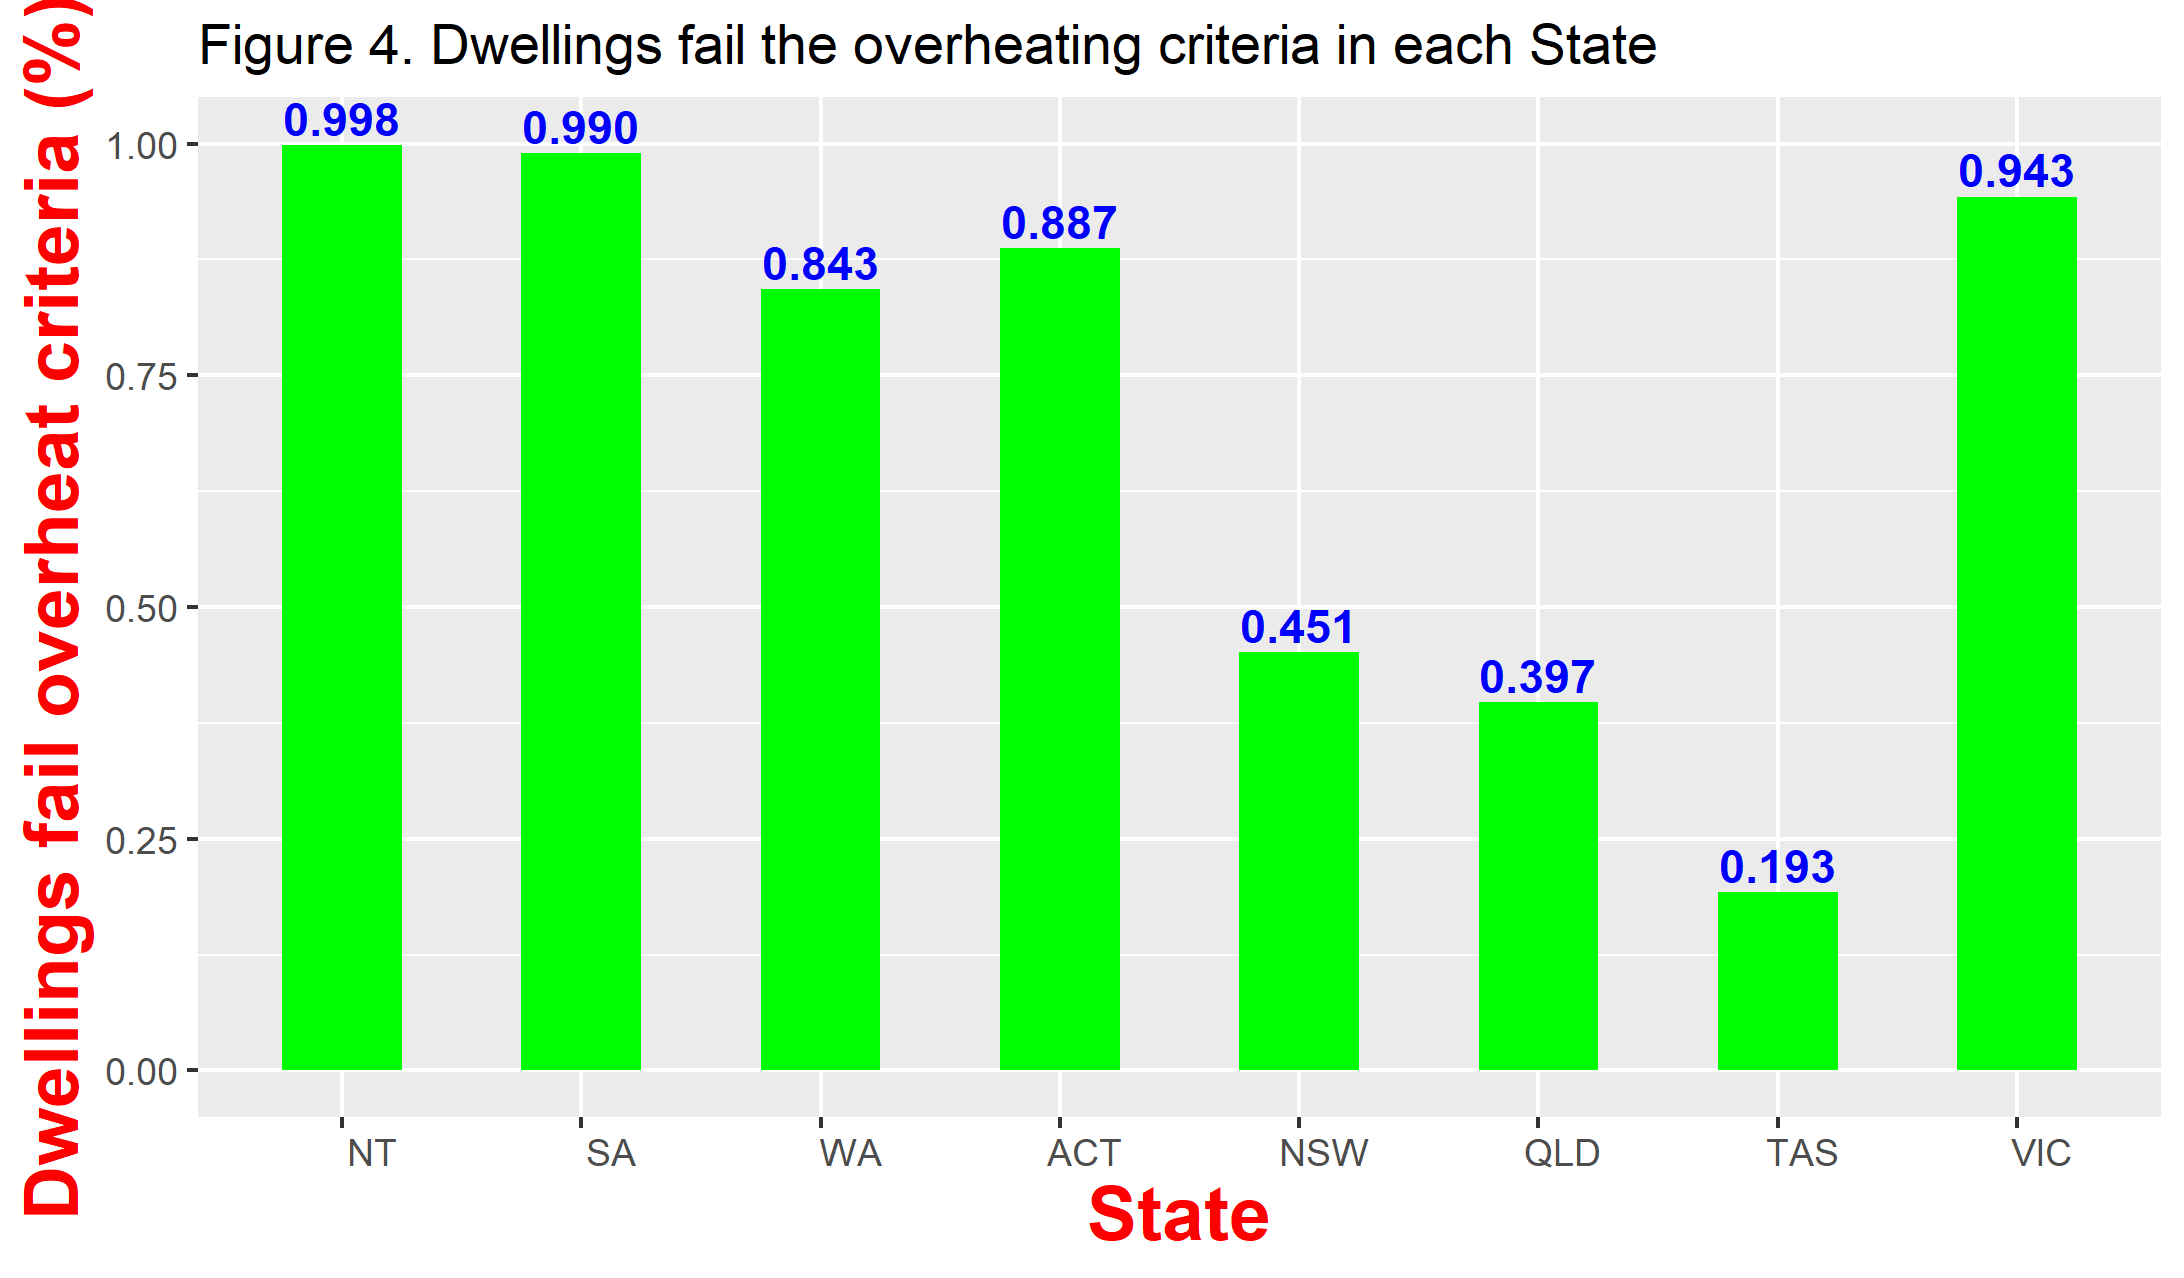 Figure 4. Dwellings fail the overheating criteria in each State
Dwellings fail overheat criteria (%)
1.00
0.75
0.50
0.25
0.00
0.998
0.990
0.843
0.887
0.451
0.397
0.193
0.943
NT
SA
WA
ACT
NSW
QLD
TAS
VIC
State